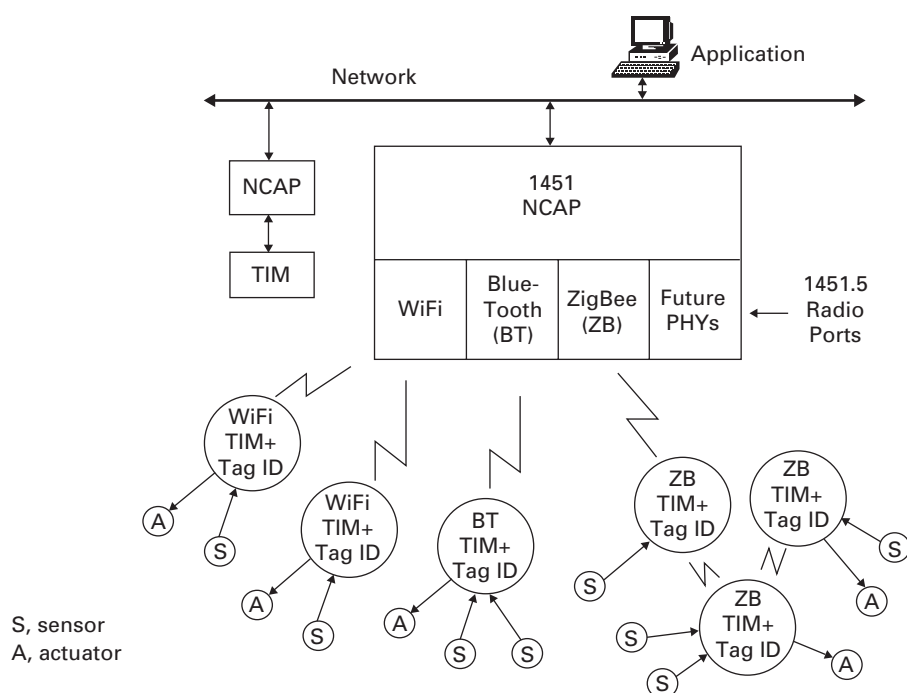 Application
Network
NCAP
TIM
1451
NCAP
WiFi
Blue-
Tooth
(BT)
ZigBee
(ZB)
Future
PHYs
1451.5
Radio
Ports
WiFi
TIM+
Tag ID
A
S
WiFi
TIM+
Tag ID
A
S
BT
TIM+
Tag ID
A
S
S
ZB
TIM+
Tag ID
S
ZB
TIM+
Tag ID
S
A
ZB
TIM+
Tag ID
S
S
A
S, sensor
A, actuator